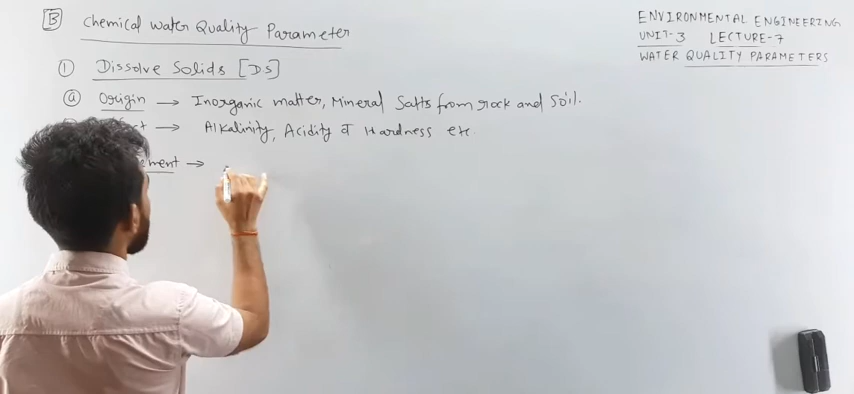 B Chemical Water Quality Parameter
ENVIRONMENTAL ENGINEERING
UNIT-3 LECTURE-7
WATER QUALITY PARAMETERS
1 Dissolve Solids [DS]
a Origin → Inorganic matter, Mineral Salts from rock and Soil.
→ Alkalinity, Acidity & Hardness etc.
ement →